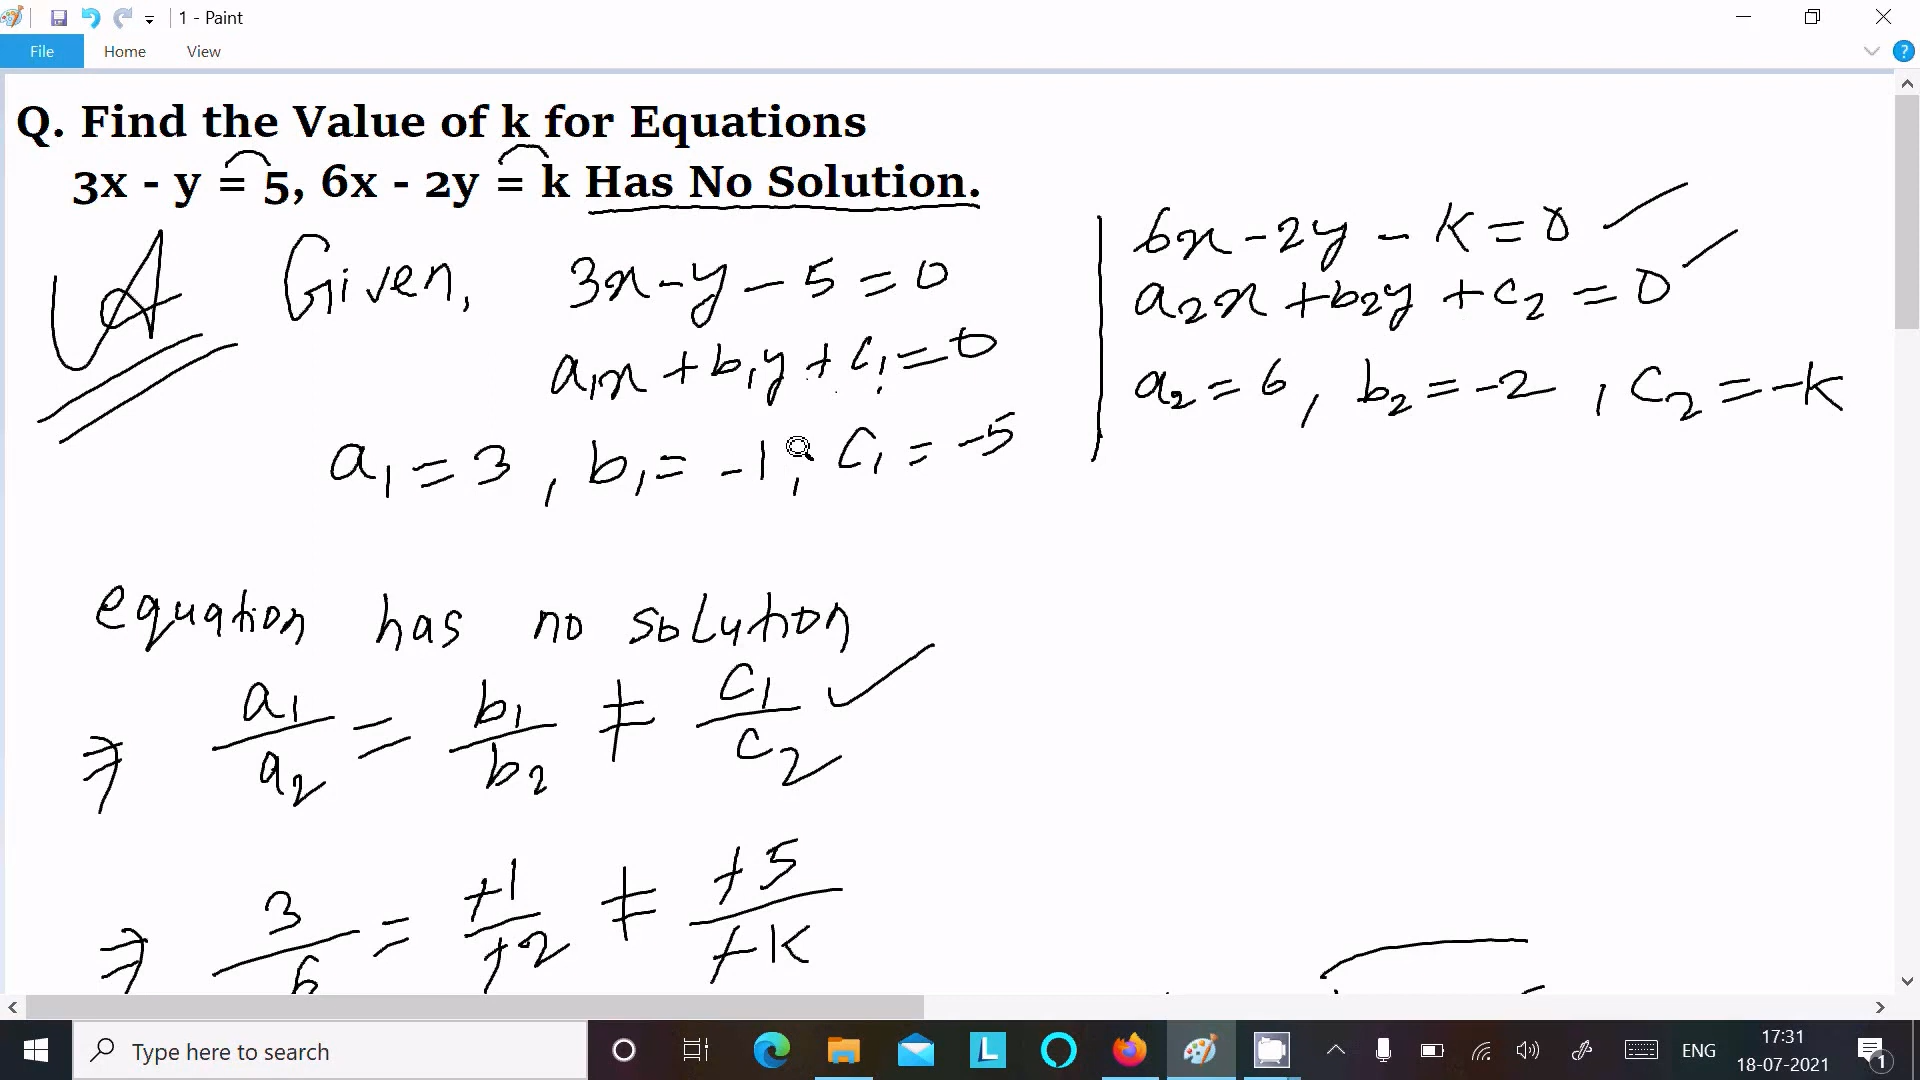 1 - Paint
File Home View
Q. Find the Value of k for Equations
3x - y = 5, 6x - 2y = k Has No Solution.
Given, 3x - y - 5 = 0
a₁x + b₁y + c₁ = 0
a₁ = 3, b₁ = -1, c₁ = -5
6x - 2y - k = 0
a₂x + b₂y + c₂ = 0
a₂ = 6, b₂ = -2, c₂ = -k
equation has no solution
⇒ a₁/a₂ = b₁/b₂ ≠ c₁/c₂
⇒ 3/6 = +1/+2 ≠ +5/+k
Type here to search
ENG
17:31
18-07-2021
1